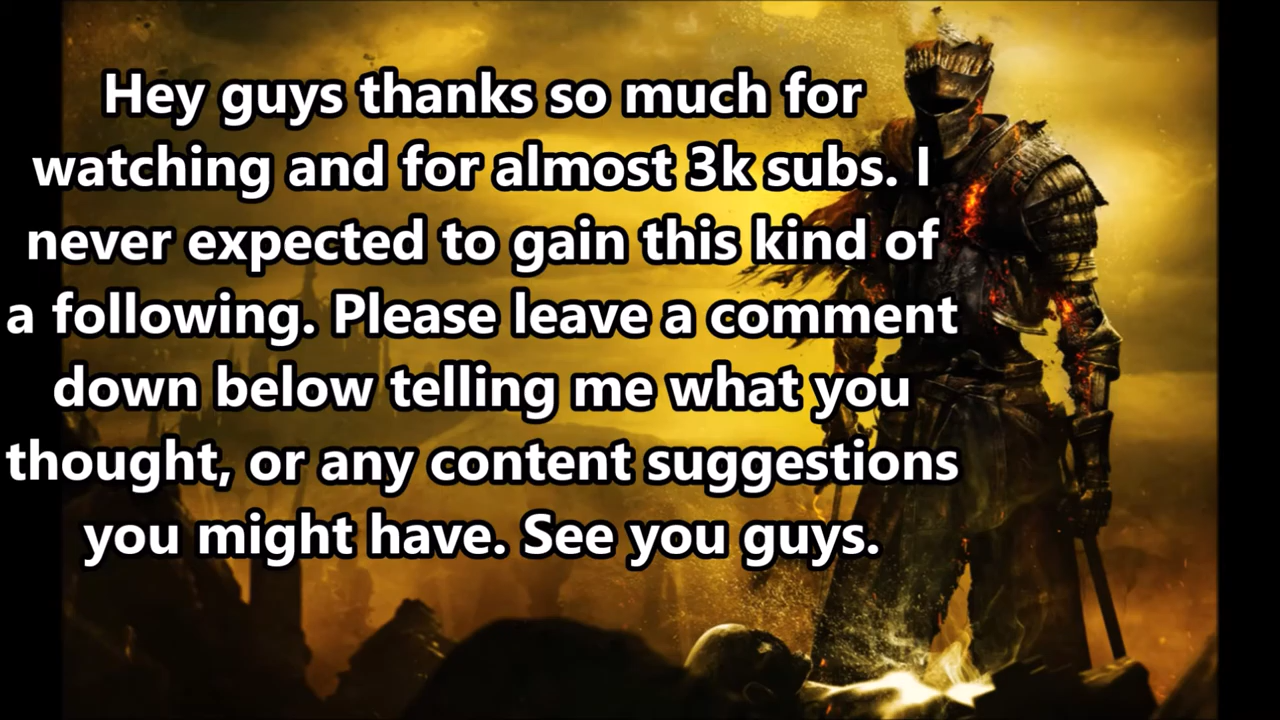 Hey guys thanks so much for
watching and for almost 3k subs. I
never expected to gain this kind of
a following. Please leave a comment
down below telling me what you
thought, or any content suggestions
you might have. See you guys.